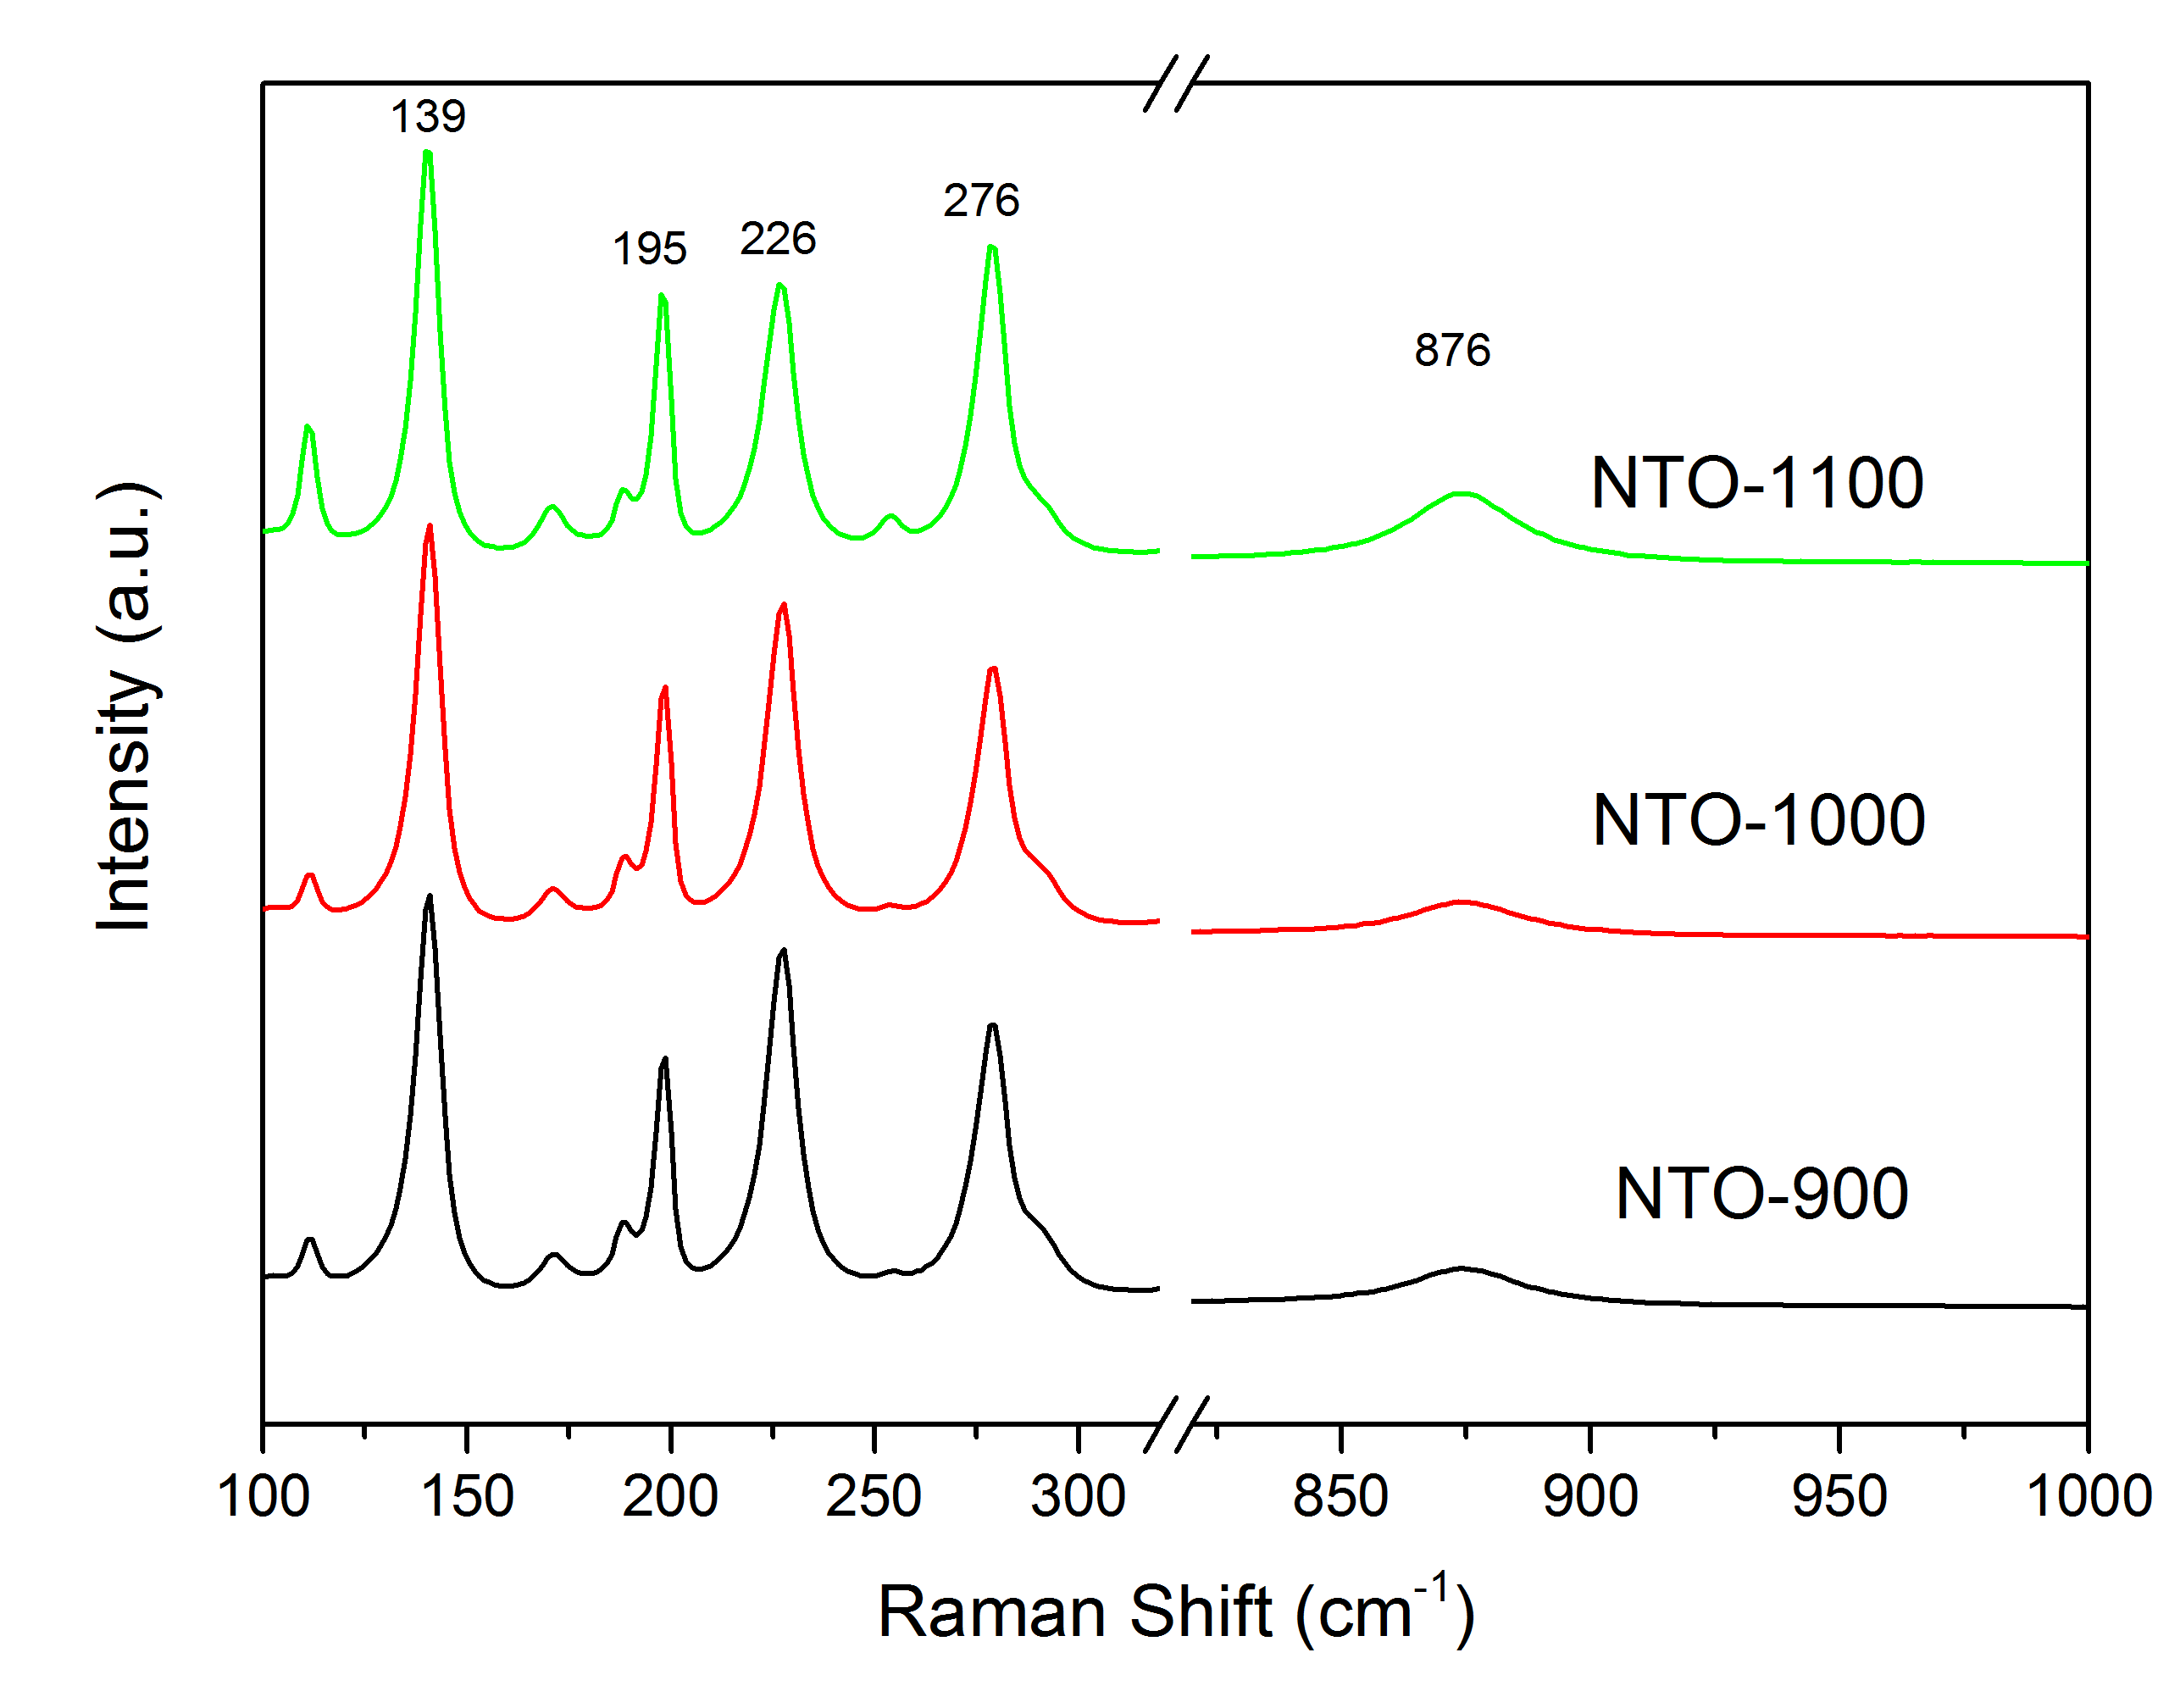 139
276
226
195
876
NTO-1100
NTO-1000
NTO-900
Intensity (a.u.)
100 150 200 250 300 850 900 950 1000
Raman Shift (cm-1)